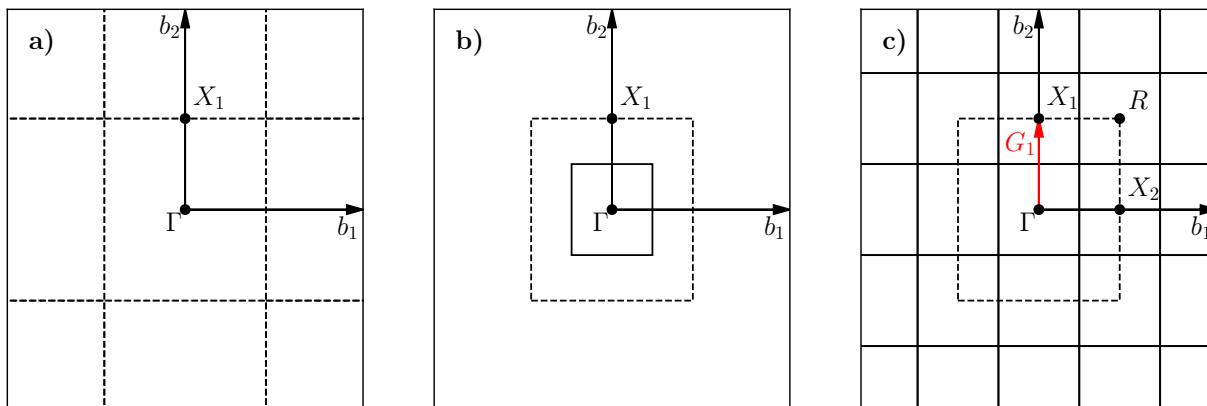 a)
b₂
X₁
Γ
b₁
b)
b₂
X₁
Γ
b₁
c)
b₂
X₁
R
G₁
X₂
Γ
b₁